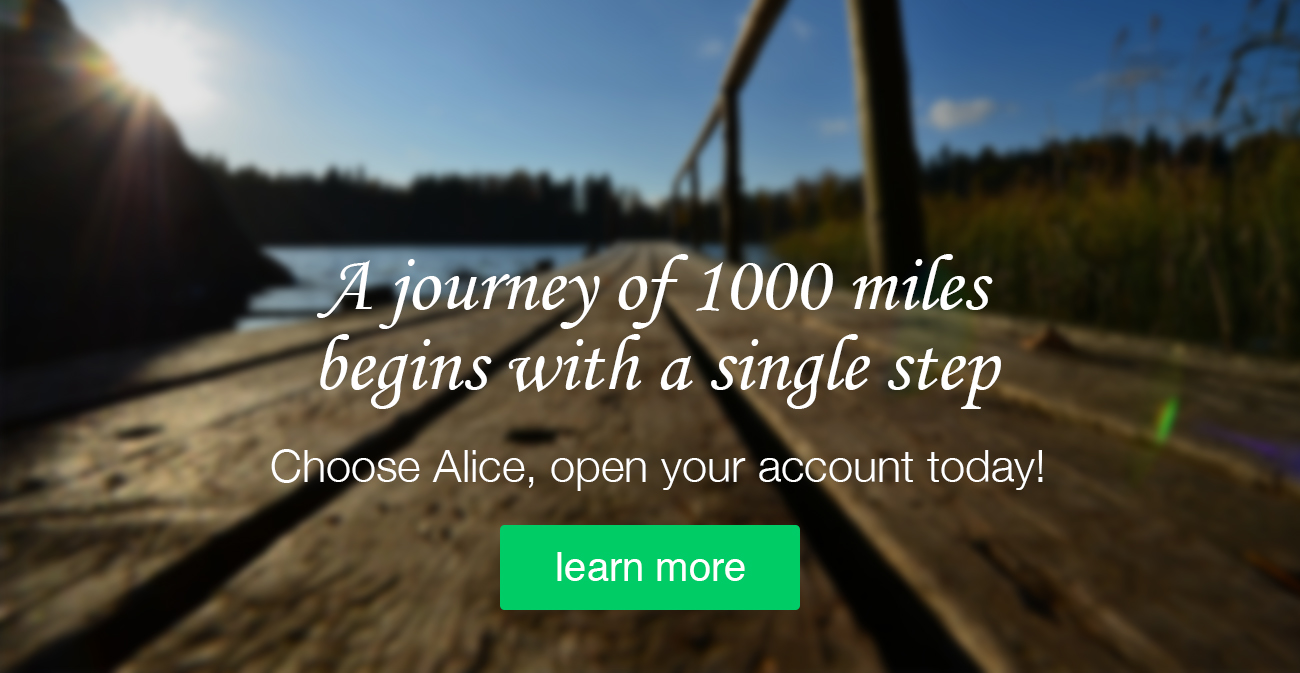 A journey of 1000 miles
begins with a single step
Choose Alice, open your account today!
learn more